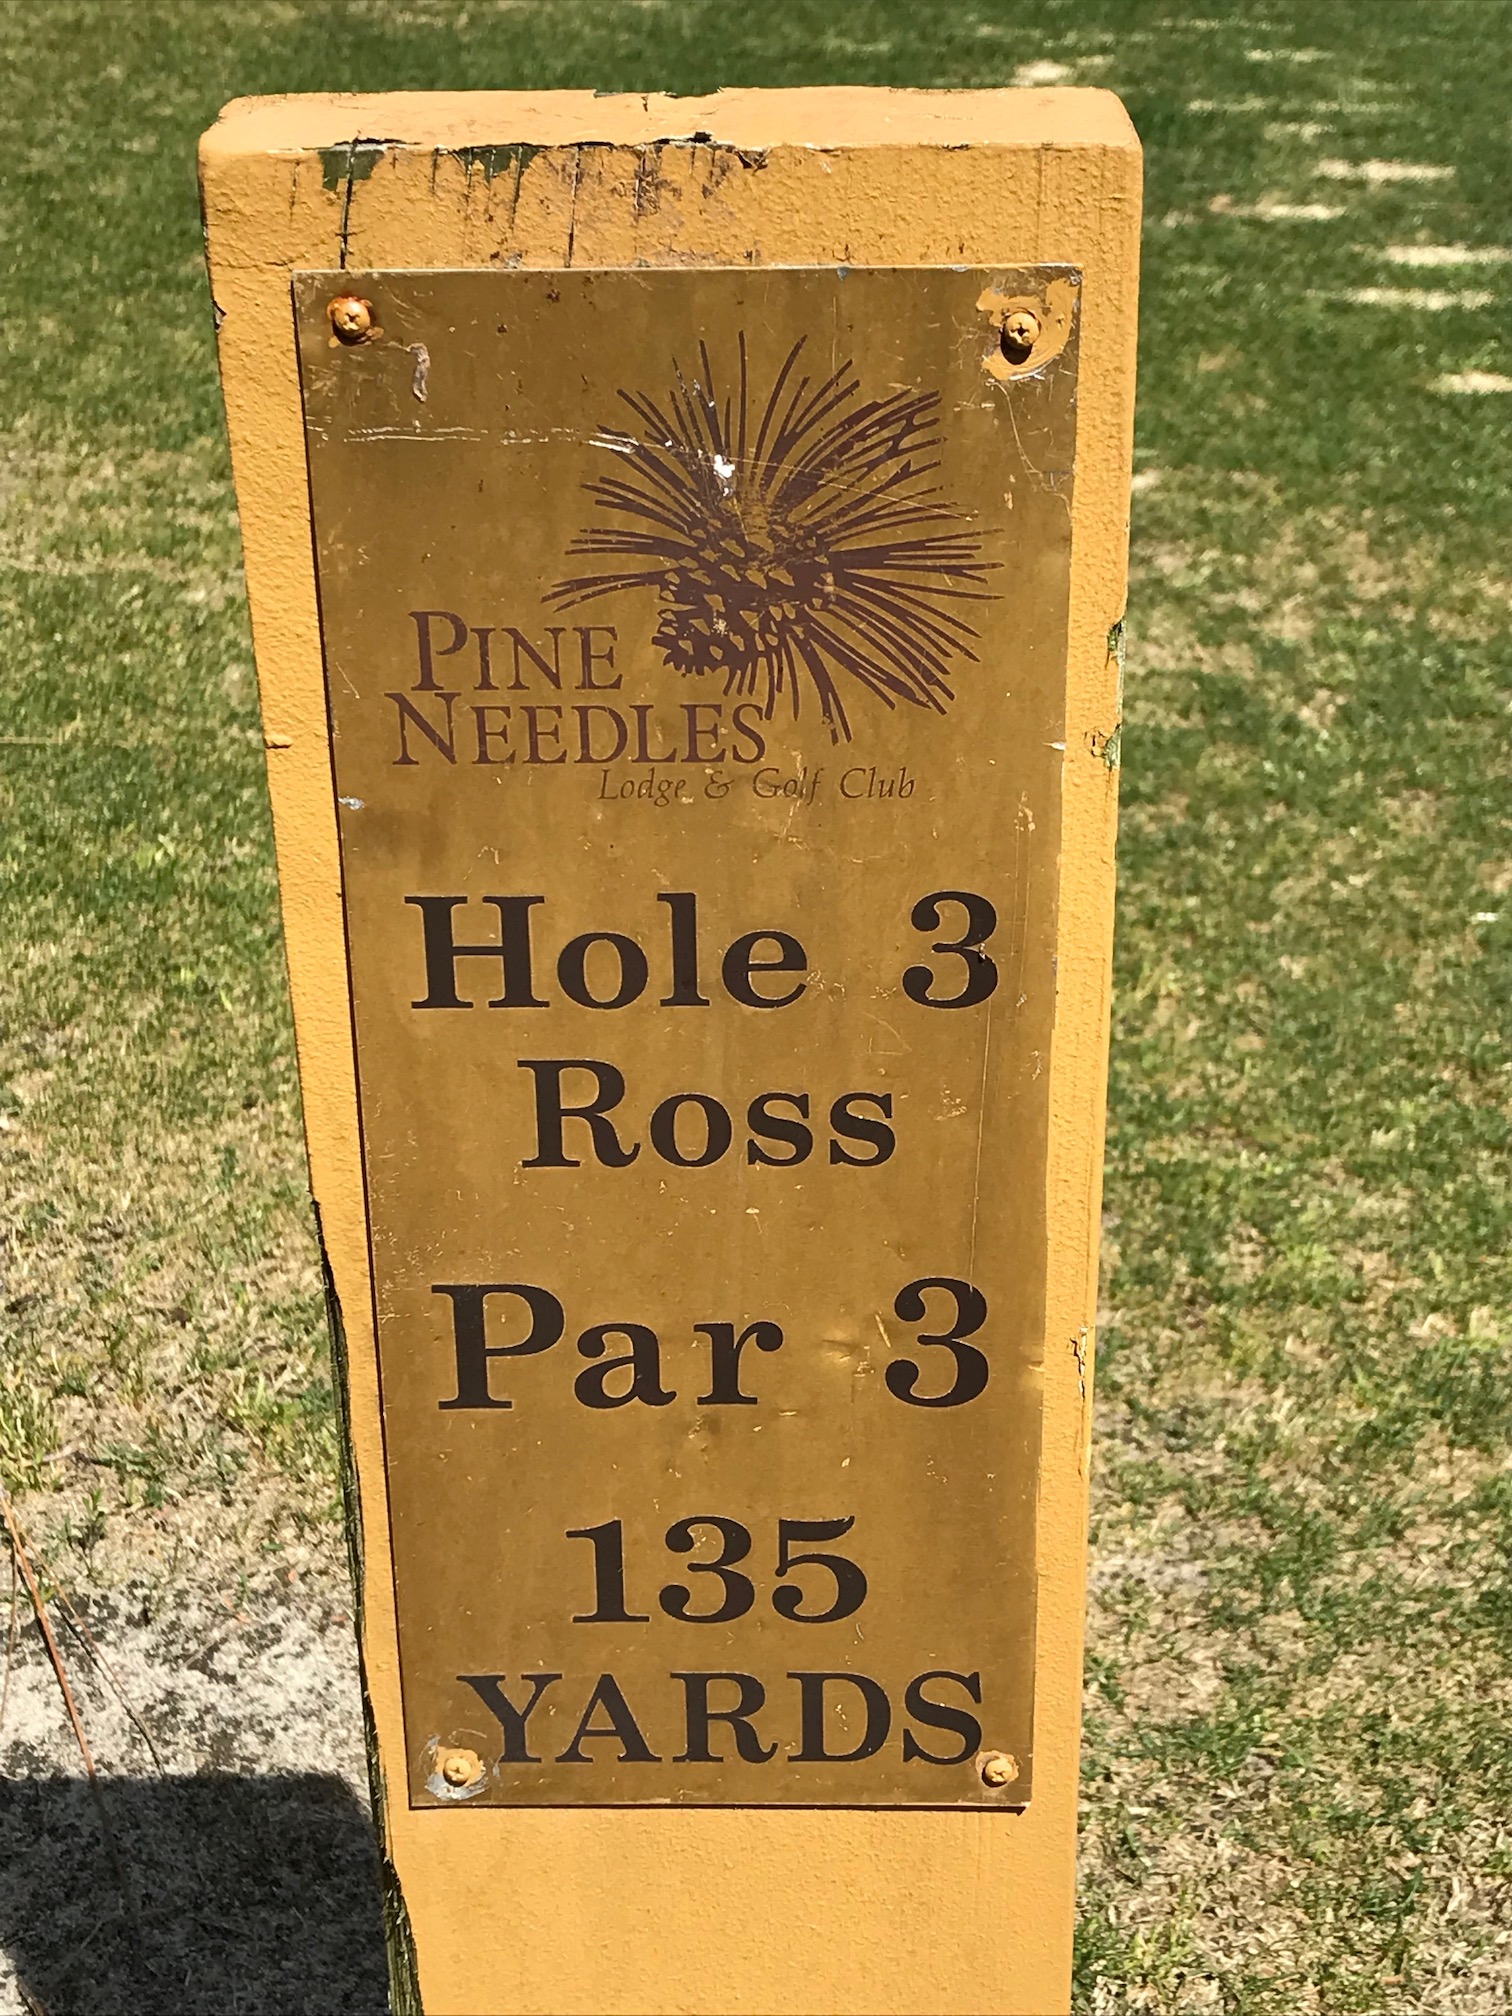 PINE
NEEDLES
Lodge & Golf Club
Hole 3
Ross
Par 3
135
YARDS